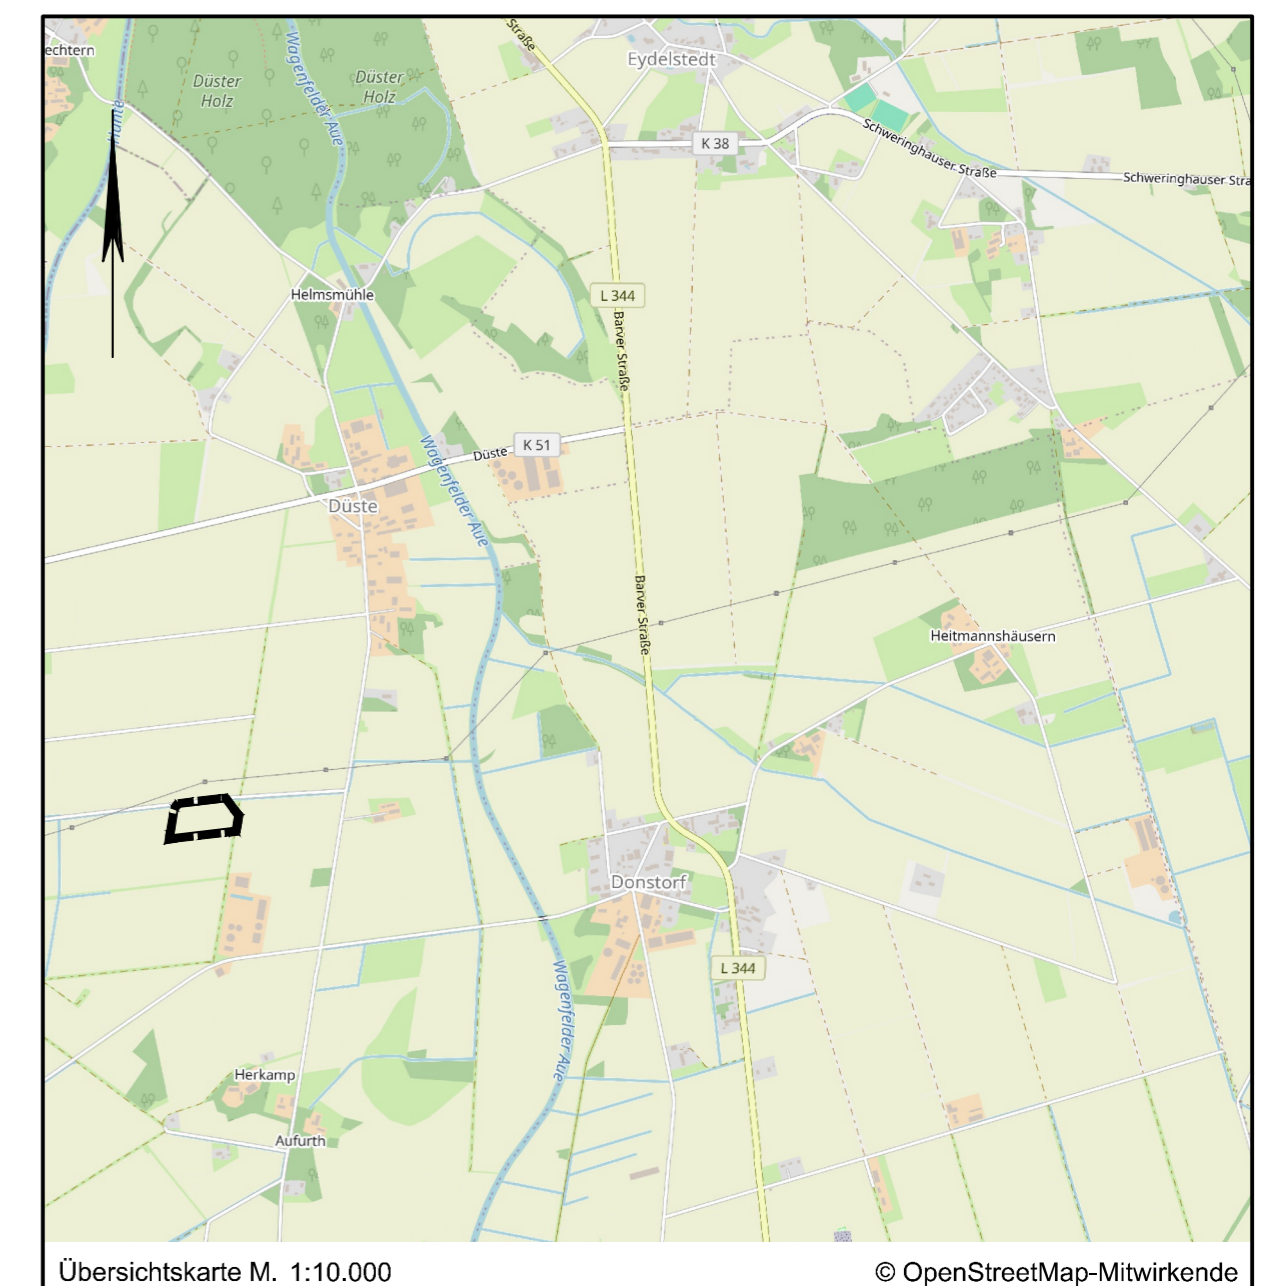 Straße
echtern
Eydelstedt
Wagenfelder Aue
Düster
Holz
Düster
Holz
Hunte
K 38
Schweringhauser Straße
Schweringhauser Stra
Helmsmühle
L 344
Barver Straße
Wagenfelder Aue
Düste
K 51
Düste
Barver Straße
Heitmannshäusern
Donstorf
L 344
Wagenfelder Aue
Herkamp
Aufurth
Übersichtskarte M. 1:10.000
© OpenStreetMap-Mitwirkende